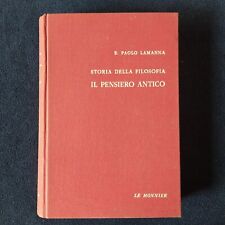 E. PAOLO LAMANNA
STORIA DELLA FILOSOFIA
IL PENSIERO ANTICO
LE MONNIER